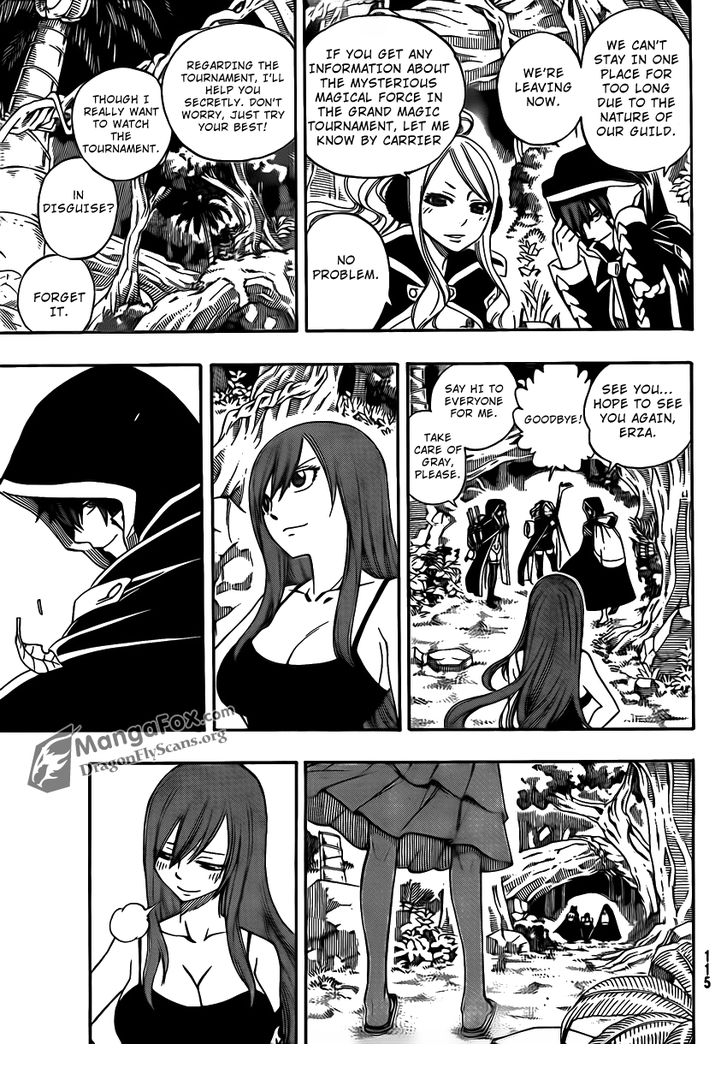 WE CAN'T
STAY IN ONE
PLACE FOR
TOO LONG
DUE TO THE
NATURE OF
OUR GUILD.
WE'RE
LEAVING
NOW.
IF YOU GET ANY
INFORMATION ABOUT
THE MYSTERIOUS
MAGICAL FORCE IN
THE GRAND MAGIC
TOURNAMENT, LET ME
KNOW BY CARRIER
NO
PROBLEM.
REGARDING THE
TOURNAMENT, I'LL
HELP YOU
SECRETLY. DON'T
WORRY, JUST TRY
YOUR BEST!
THOUGH I
REALLY WANT
TO WATCH
THE
TOURNAMENT.
IN
DISGUISE?
FORGET
IT.
SEE YOU...
HOPE TO SEE
YOU AGAIN,
ERZA.
GOODBYE!
SAY HI TO
EVERYONE
FOR ME.
TAKE
CARE OF
GRAY,
PLEASE.
MangaFox.com
DragonFlyScans.org
115